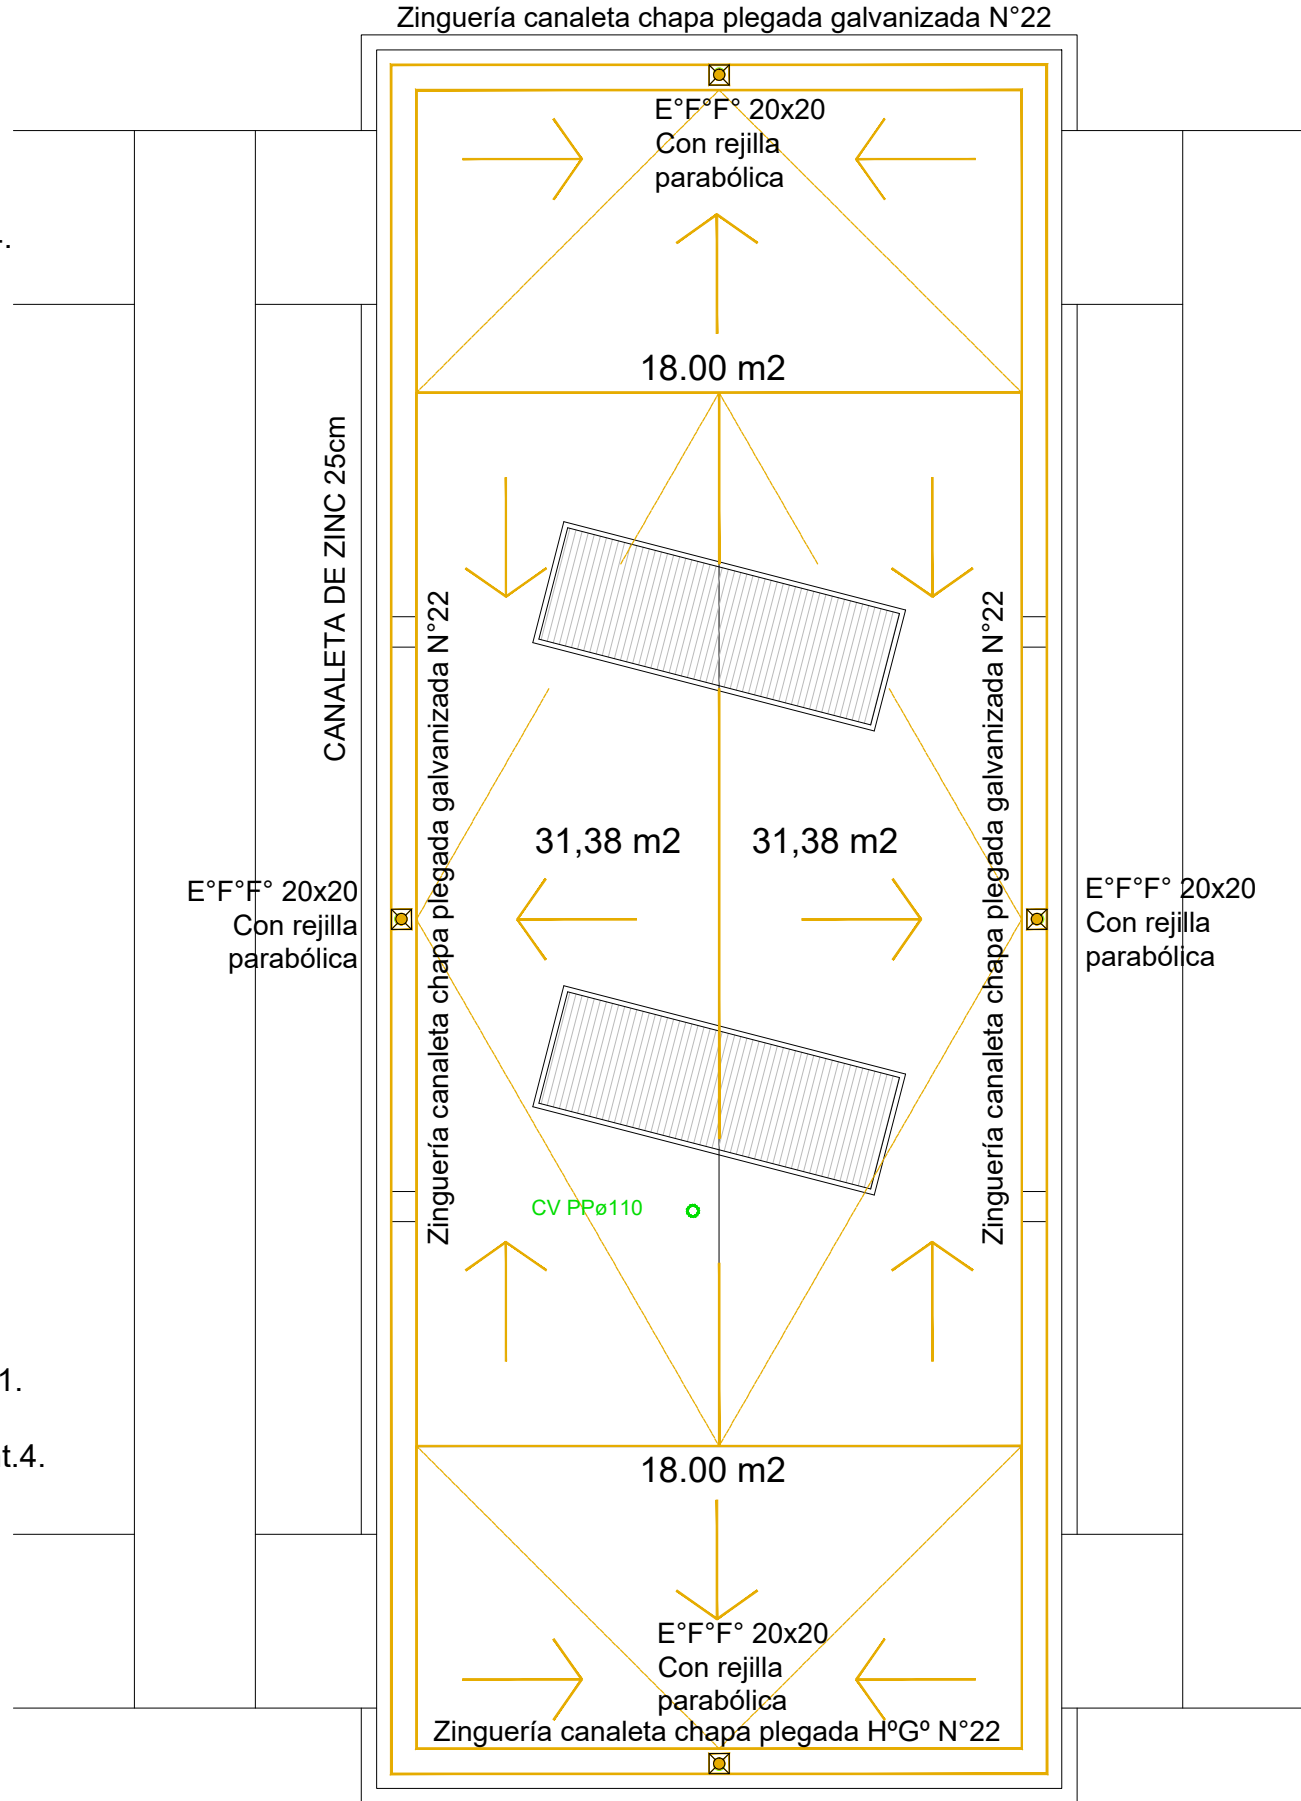 Zinguería canaleta chapa plegada galvanizada N°22
E°F°F° 20x20
Con rejilla
parabólica
18.00 m2
CANALETA DE ZINC 25cm
Zinguería canaleta chapa plegada galvanizada N°22
Zinguería canaleta chapa plegada galvanizada N°22
31,38 m2
31,38 m2
E°F°F° 20x20
Con rejilla
parabólica
E°F°F° 20x20
Con rejilla
parabólica
CV PPø110
1.
t.4.
18.00 m2
E°F°F° 20x20
Con rejilla
parabólica
Zinguería canaleta chapa plegada HºGº N°22